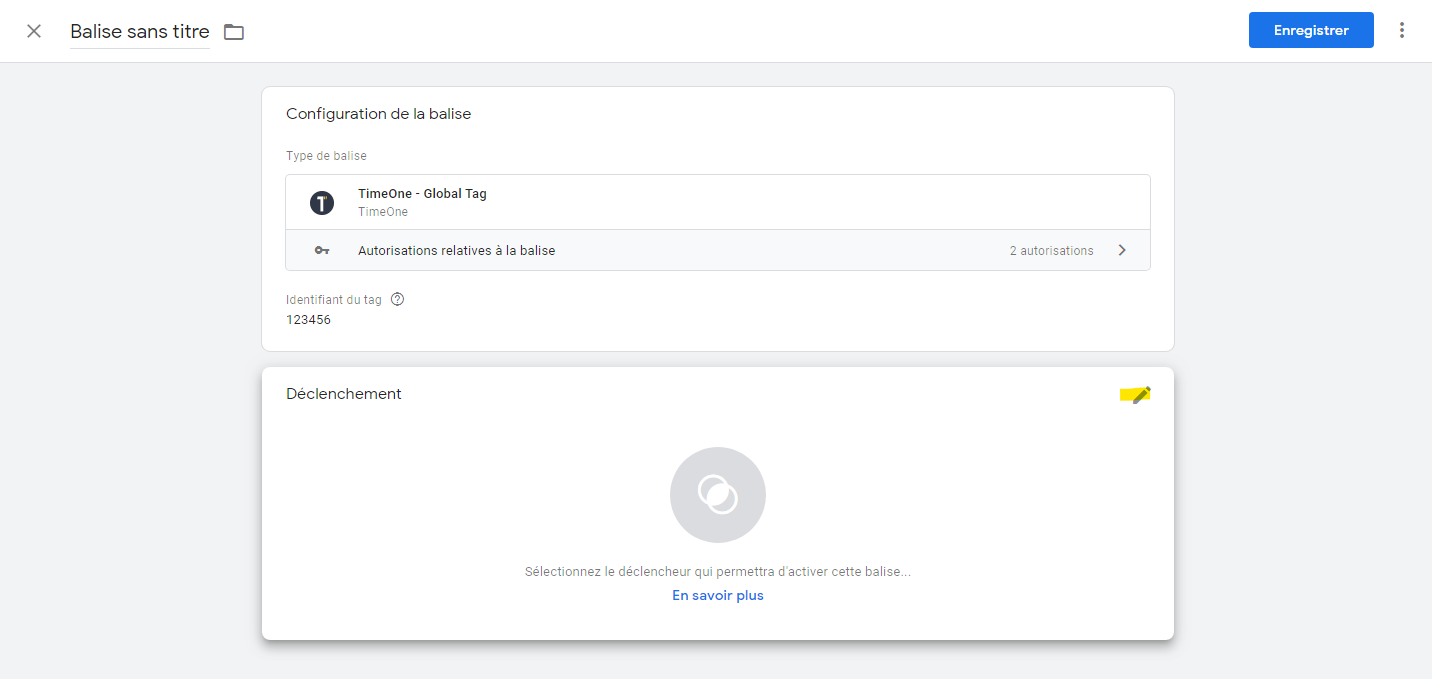 Balise sans titre
Enregistrer
Configuration de la balise
Type de balise
TimeOne - Global Tag
TimeOne
Autorisations relatives à la balise
2 autorisations
Identifiant du tag
123456
Déclenchement
Sélectionnez le déclencheur qui permettra d'activer cette balise...
En savoir plus